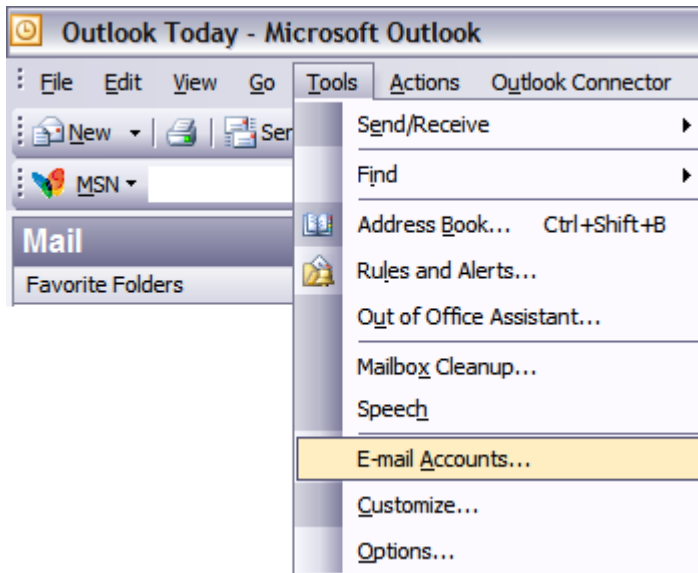 Outlook Today - Microsoft Outlook
File Edit View Go Tools Actions Outlook Connector
New Sen
Send/Receive
Find
MSN
Address Book... Ctrl+Shift+B
Mail
Rules and Alerts...
Favorite Folders
Out of Office Assistant...
Mailbox Cleanup...
Speech
E-mail Accounts...
Customize...
Options...